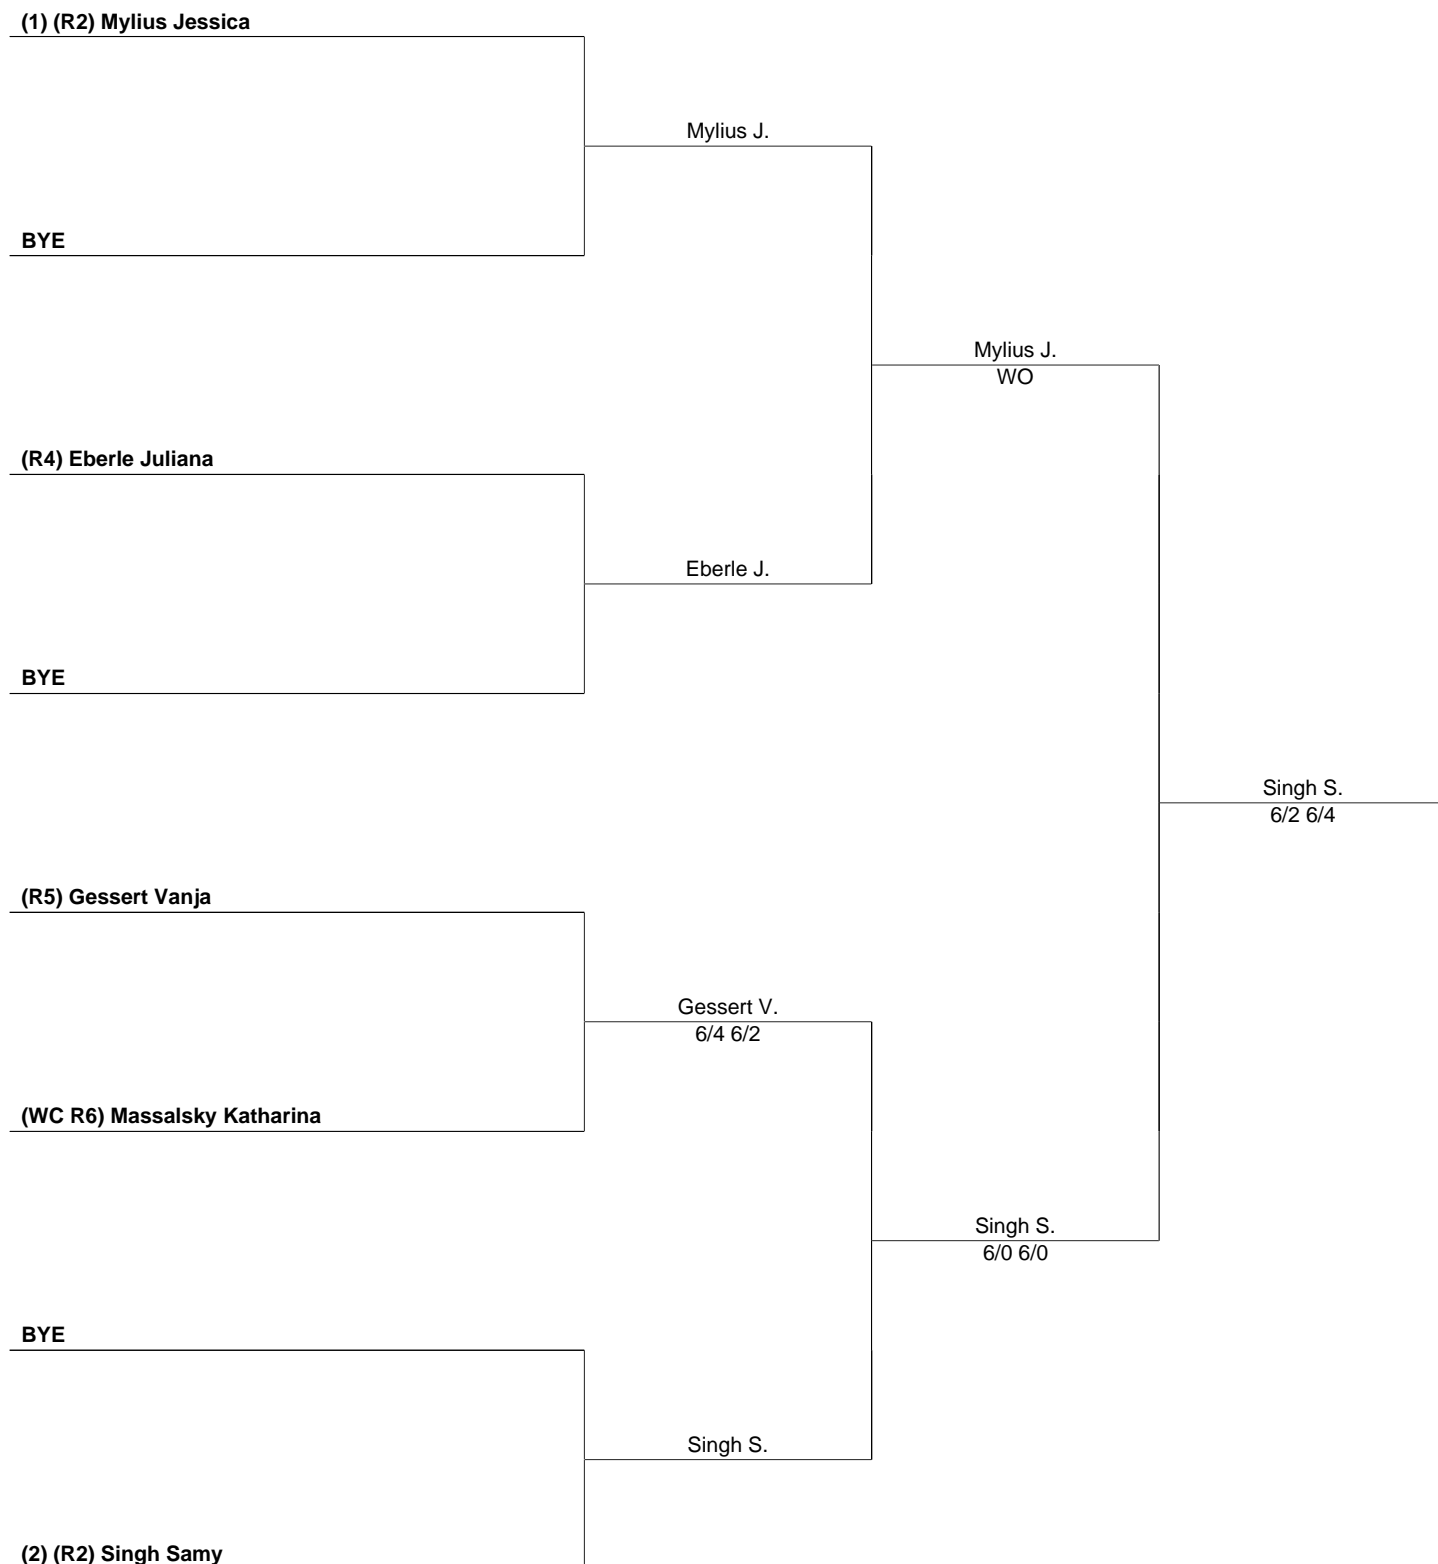 (1) (R2) Mylius Jessica
Mylius J.
BYE
Mylius J.
WO
(R4) Eberle Juliana
Eberle J.
BYE
Singh S.
6/2 6/4
(R5) Gessert Vanja
Gessert V.
6/4 6/2
(WC R6) Massalsky Katharina
Singh S.
6/0 6/0
BYE
Singh S.
(2) (R2) Singh Samy